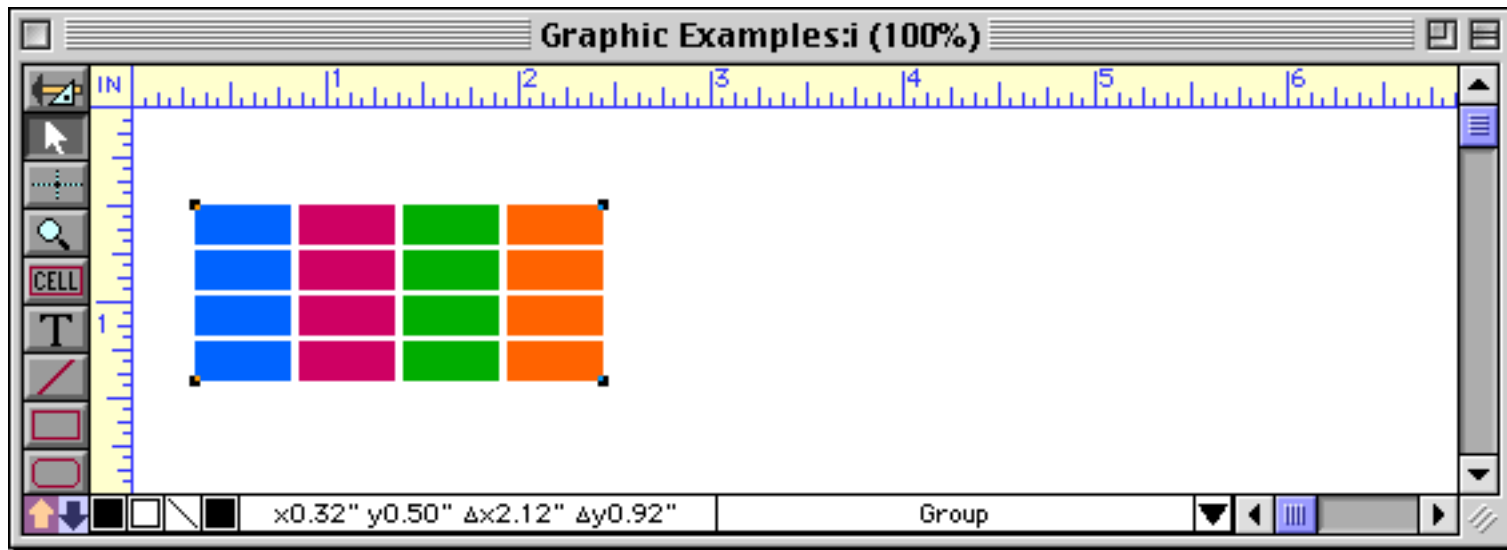 Graphic Examples:i (100%)
IN 1 2 3 4 5 6
CELL
T
1
x0.32" y0.50" Δx2.12" Δy0.92" Group